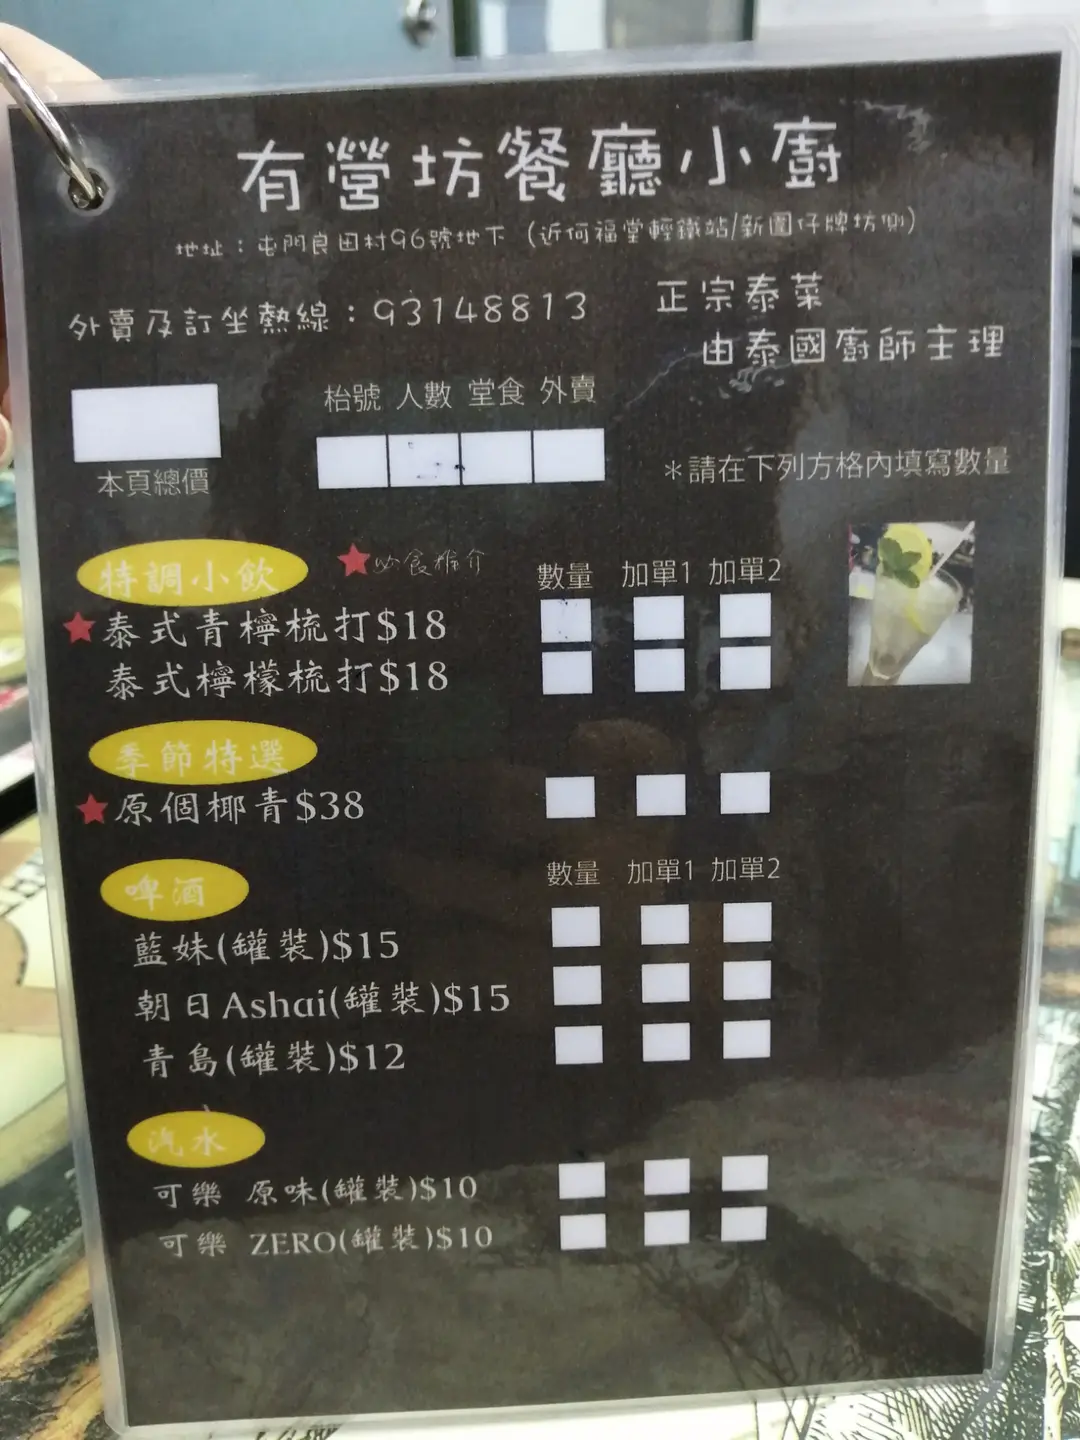 有營坊餐廳小廚
地址：屯門良田村96號地下（近何福堂輕鐵站/新圍仔牌坊側）
外賣及訂坐熱線：93148813
正宗泰菜
由泰國廚師主理
枱號 人數 堂食 外賣
本頁總價
＊請在下列方格內填寫數量
特調小飲
★必食推介
數量 加單1 加單2
★泰式青檸梳打$18
泰式檸檬梳打$18
季節特選
★原個椰青$38
啤酒
數量 加單1 加單2
藍妹(罐裝)$15
朝日Ashai(罐裝)$15
青島(罐裝)$12
汽水
可樂 原味(罐裝)$10
可樂 ZERO(罐裝)$10